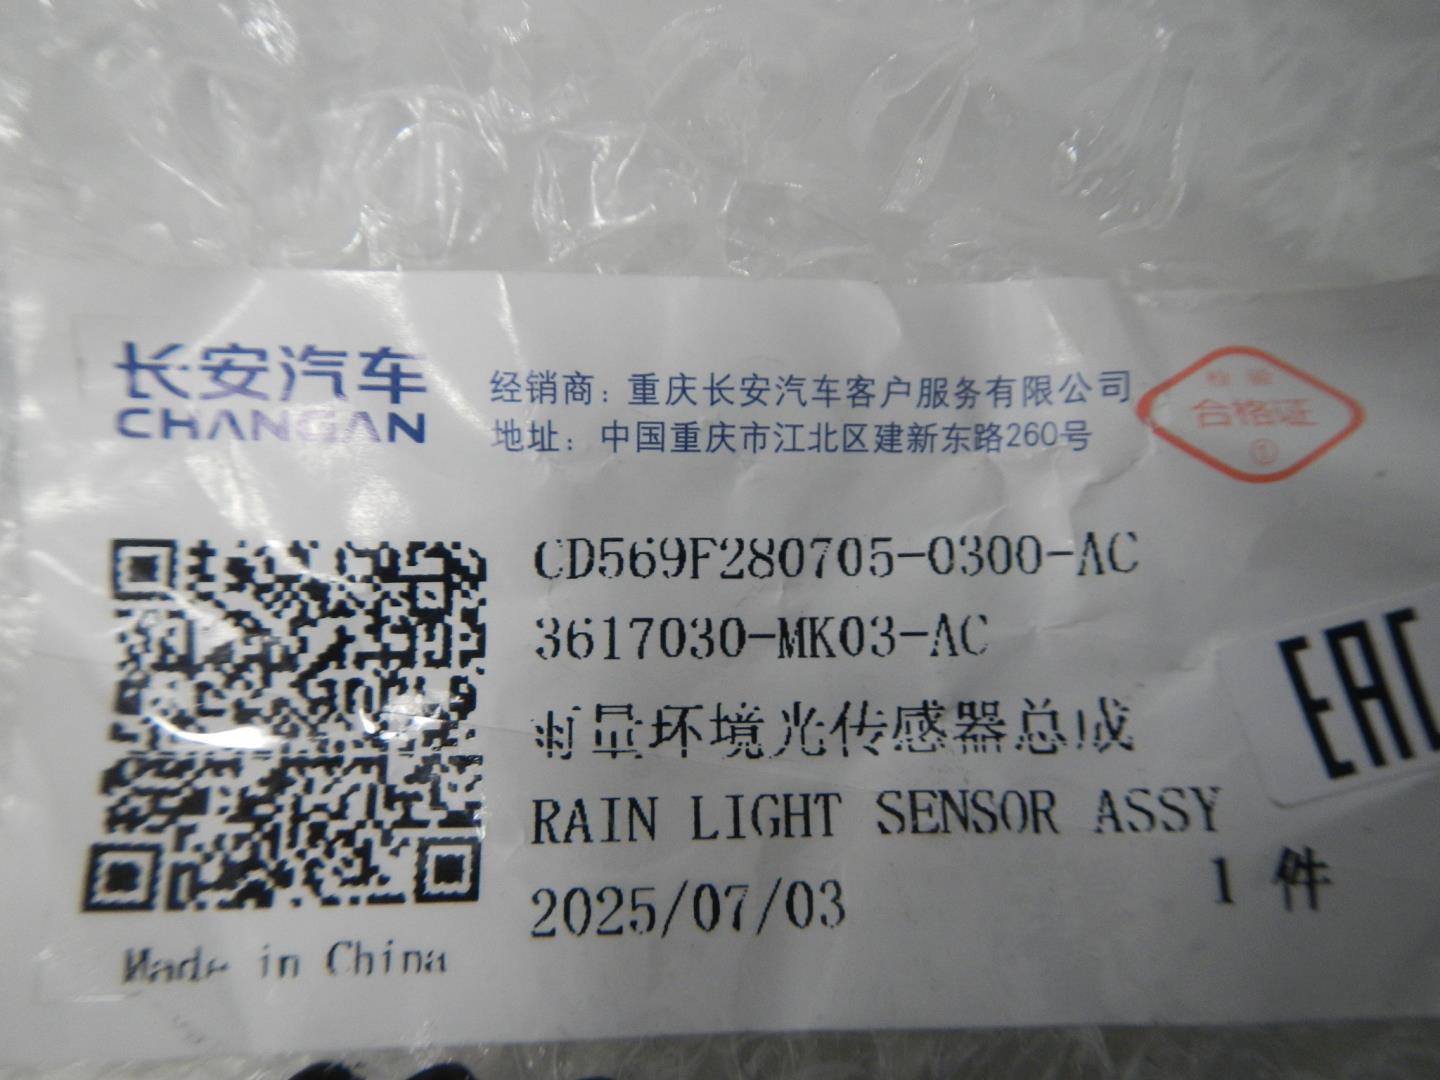 长安汽车
CHANGAN
经销商：重庆长安汽车客户服务有限公司
地址：中国重庆市江北区建新东路260号
检验
合格证
①
CD569F280705-0300-AC
3617030-MK03-AC
雨量环境光传感器总成
RAIN LIGHT SENSOR ASSY
2025/07/03
1 件
Made in China
EAC